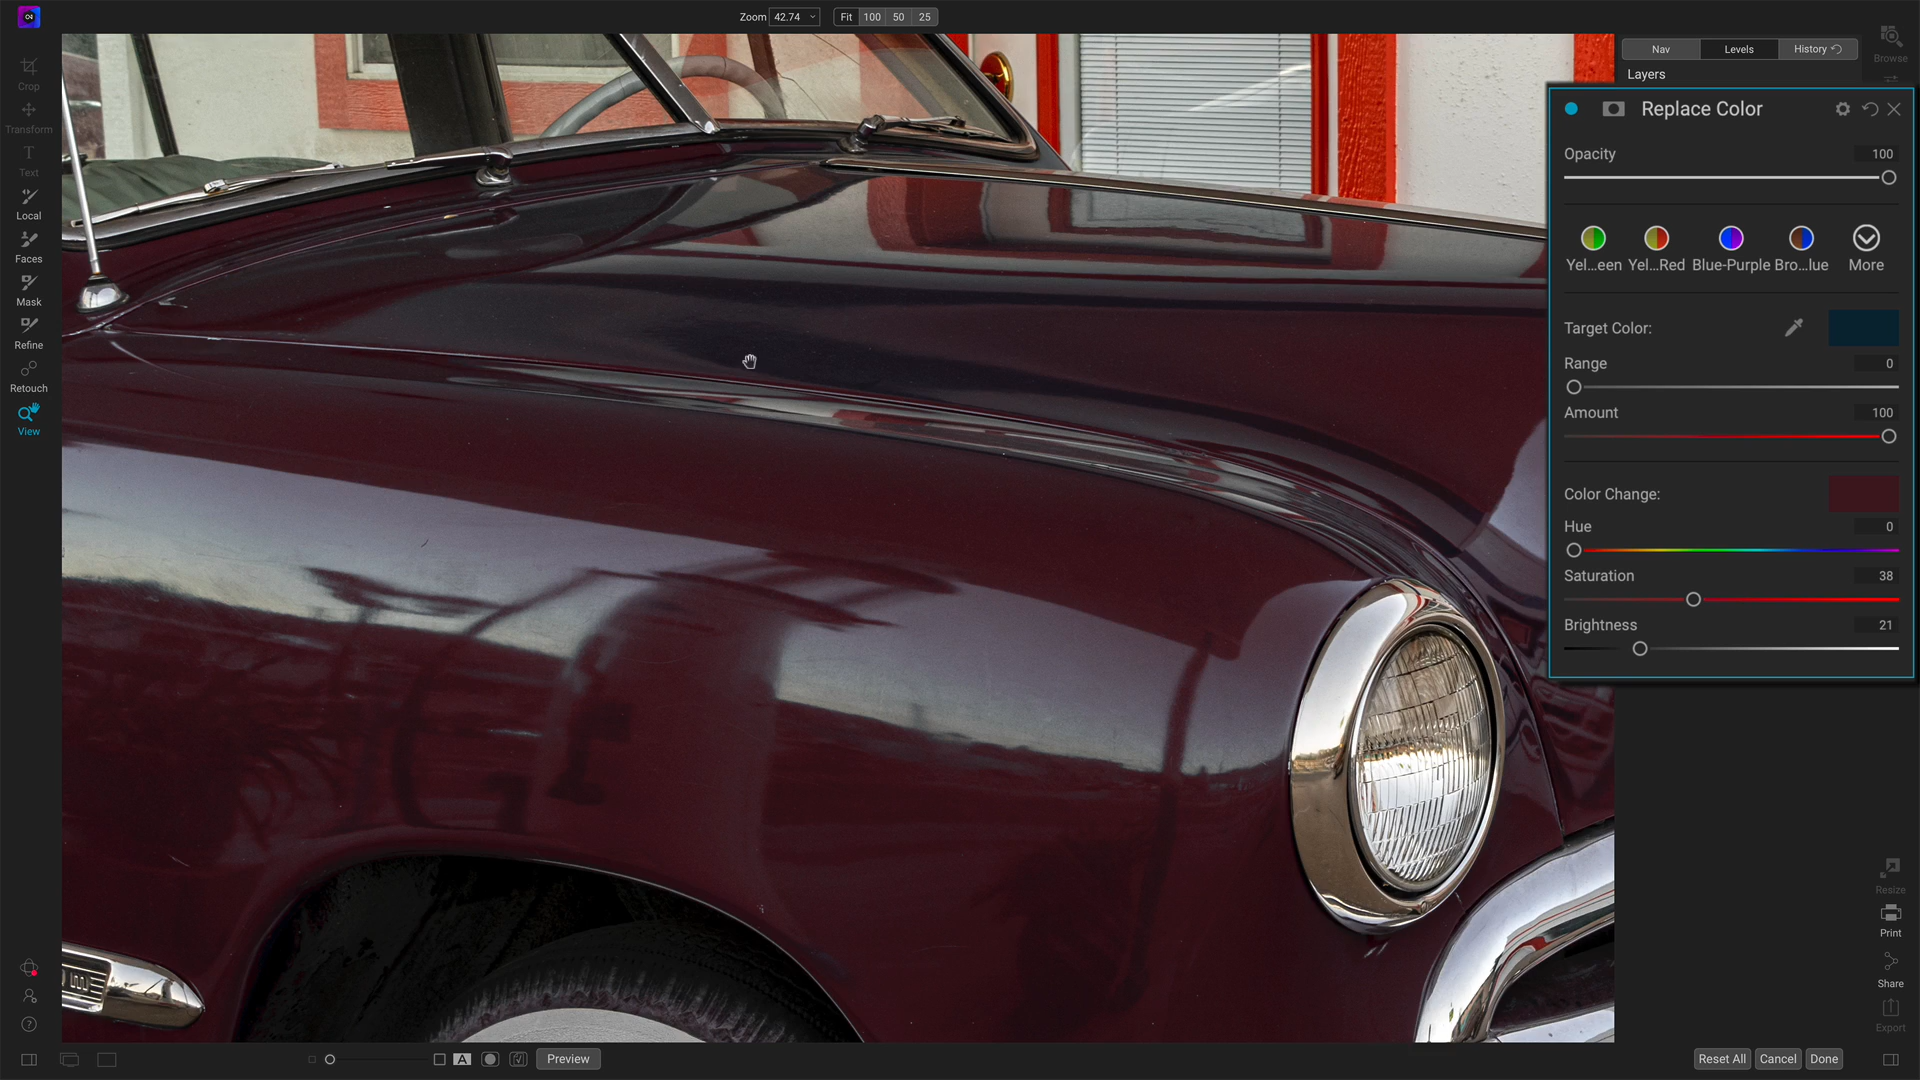 Zoom 42.74 Fit 100 50 25
Crop
Transform
Text
Local
Faces
Mask
Refine
Retouch
View
Nav Levels History
Layers
Browse
Replace Color
Opacity 100
Yel...een Yel...Red Blue-Purple Bro...lue More
Target Color:
Range 0
Amount 100
Color Change:
Hue 0
Saturation 38
Brightness 21
Resize
Print
Share
Export
A Preview
Reset All Cancel Done